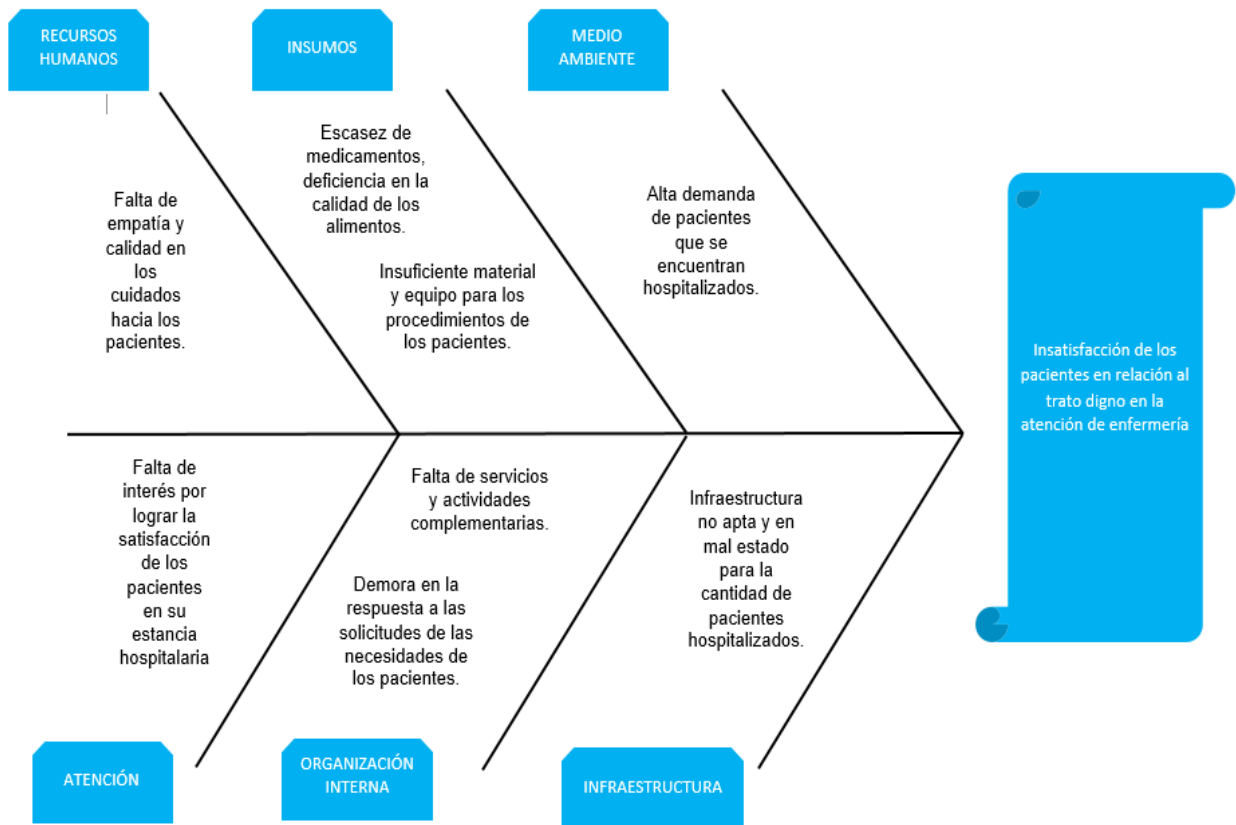 RECURSOS
HUMANOS
INSUMOS
MEDIO
AMBIENTE
Falta de
empatía y
calidad en
los
cuidados
hacia los
pacientes.
Escasez de
medicamentos,
deficiencia en la
calidad de los
alimentos.
Insuficiente material
y equipo para los
procedimientos de
los pacientes.
Alta demanda
de pacientes
que se
encuentran
hospitalizados.
Insatisfacción de los
pacientes en relación al
trato digno en la
atención de enfermería
Falta de
interés por
lograr la
satisfacción
de los
pacientes
en su
estancia
hospitalaria
Falta de servicios
y actividades
complementarias.
Demora en la
respuesta a las
solicitudes de las
necesidades de
los pacientes.
Infraestructura
no apta y en
mal estado
para la
cantidad de
pacientes
hospitalizados.
ATENCIÓN
ORGANIZACIÓN
INTERNA
INFRAESTRUCTURA